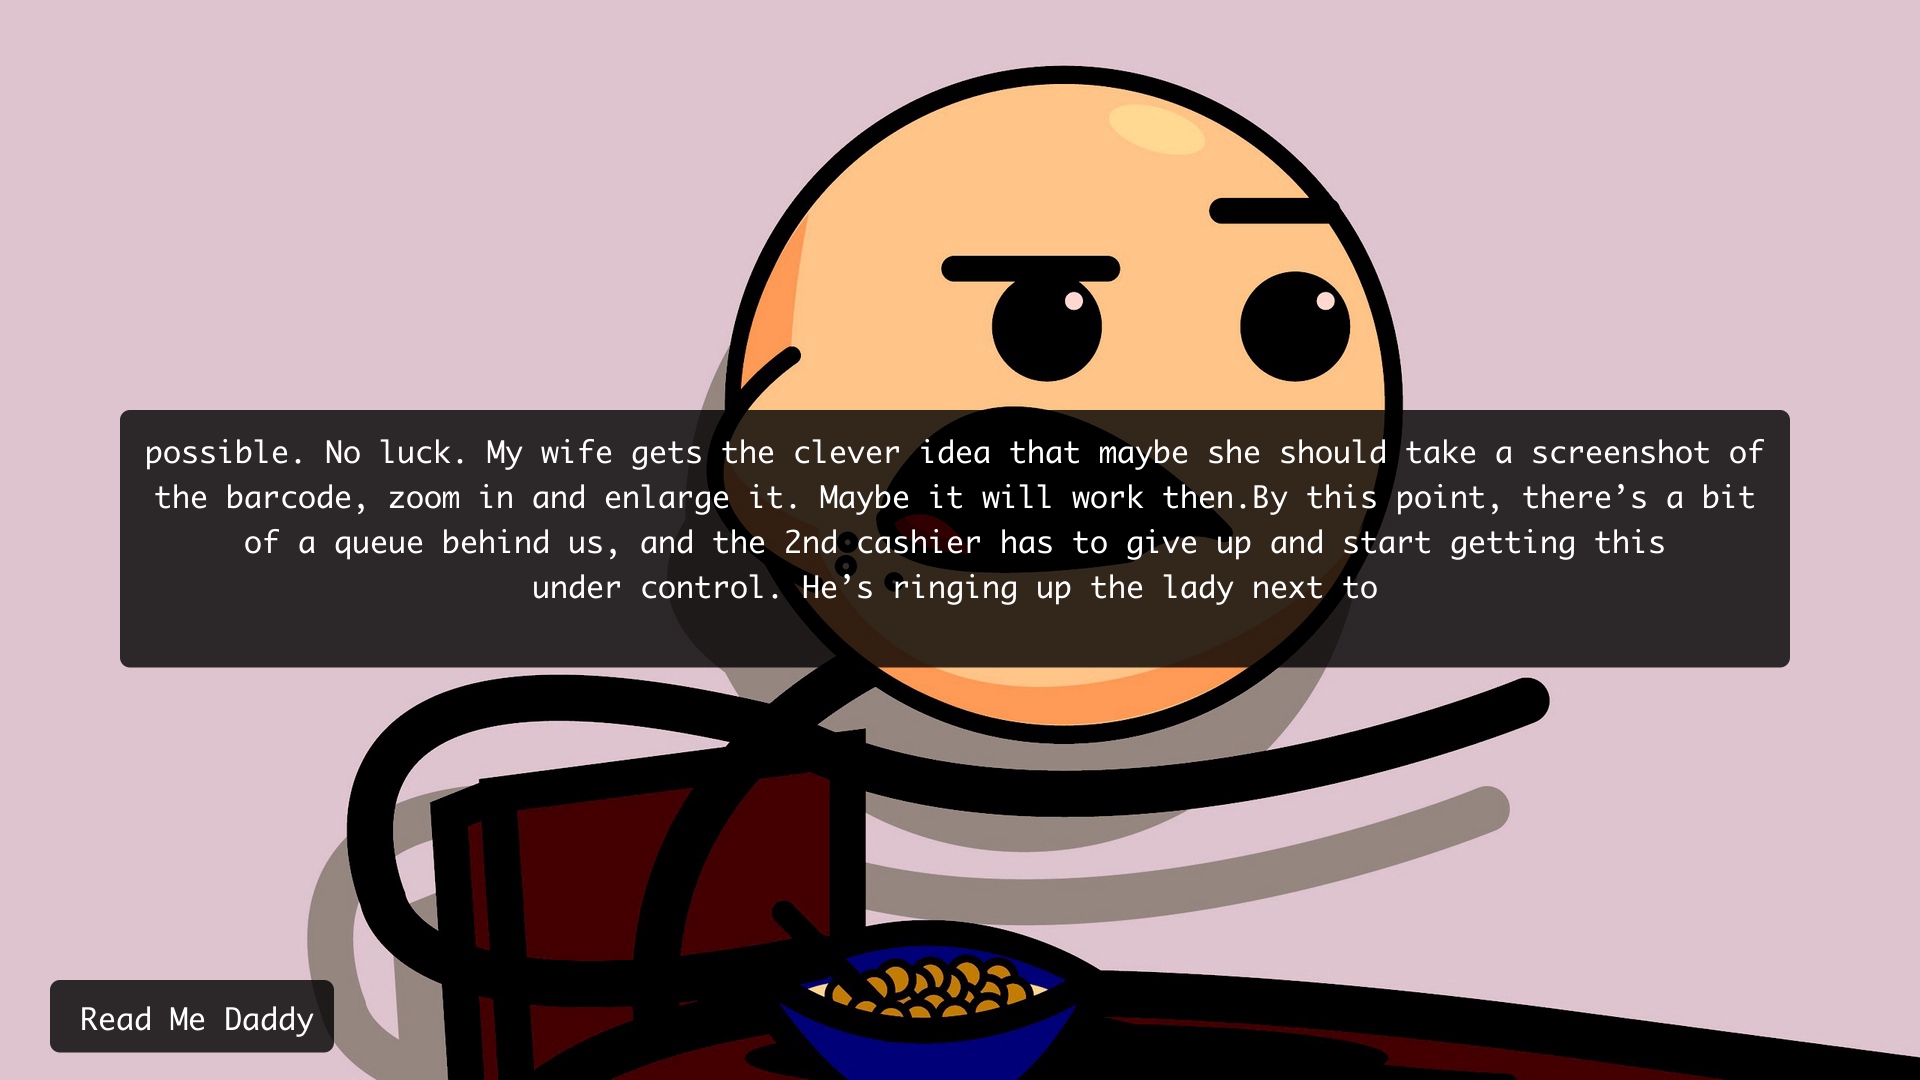 possible. No luck. My wife gets the clever idea that maybe she should take a screenshot of
the barcode, zoom in and enlarge it. Maybe it will work then.By this point, there’s a bit
of a queue behind us, and the 2nd cashier has to give up and start getting this
under control. He’s ringing up the lady next to
Read Me Daddy